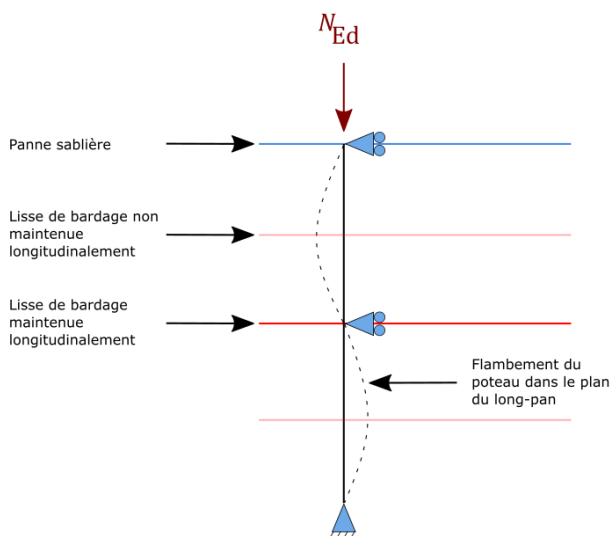 N
Ed
Panne sablière
Lisse de bardage non
maintenue
longitudinalement
Lisse de bardage
maintenue
longitudinalement
Flambement du
poteau dans le plan
du long-pan